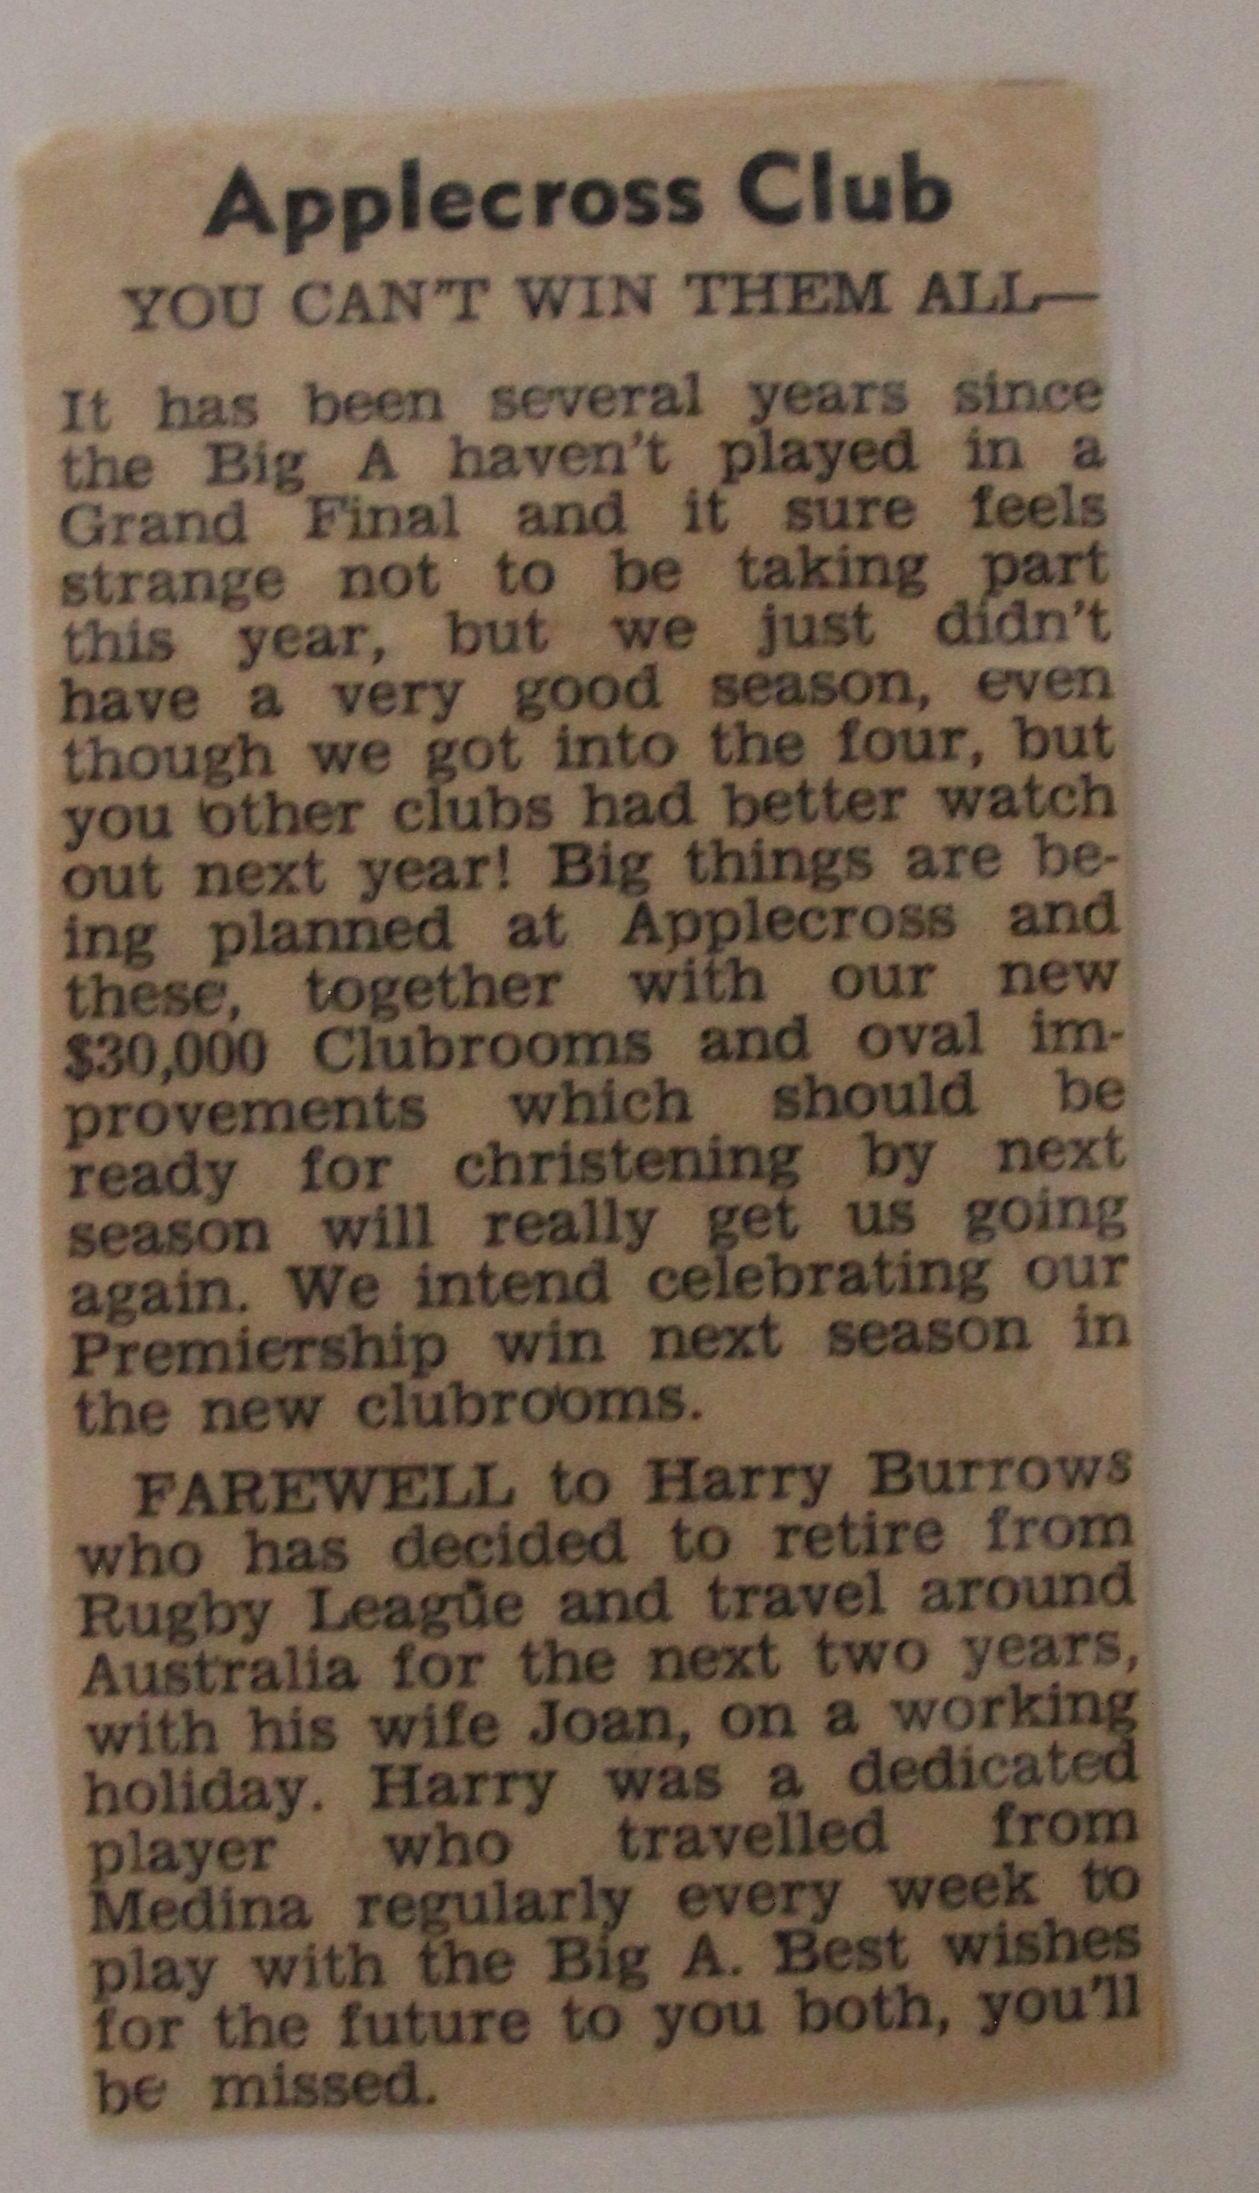 Applecross Club
YOU CAN'T WIN THEM ALL—
It has been several years since
the Big A haven't played in a
Grand Final and it sure feels
strange not to be taking part
this year, but we just didn't
have a very good season, even
though we got into the four, but
you other clubs had better watch
out next year! Big things are be-
ing planned at Applecross and
these, together with our new
$30,000 Clubrooms and oval im-
provements which should be
ready for christening by next
season will really get us going
again. We intend celebrating our
Premiership win next season in
the new clubrooms.
FAREWELL to Harry Burrows
who has decided to retire from
Rugby League and travel around
Australia for the next two years,
with his wife Joan, on a working
holiday. Harry was a dedicated
player who travelled from
Medina regularly every week to
play with the Big A. Best wishes
for the future to you both, you'll
be missed.